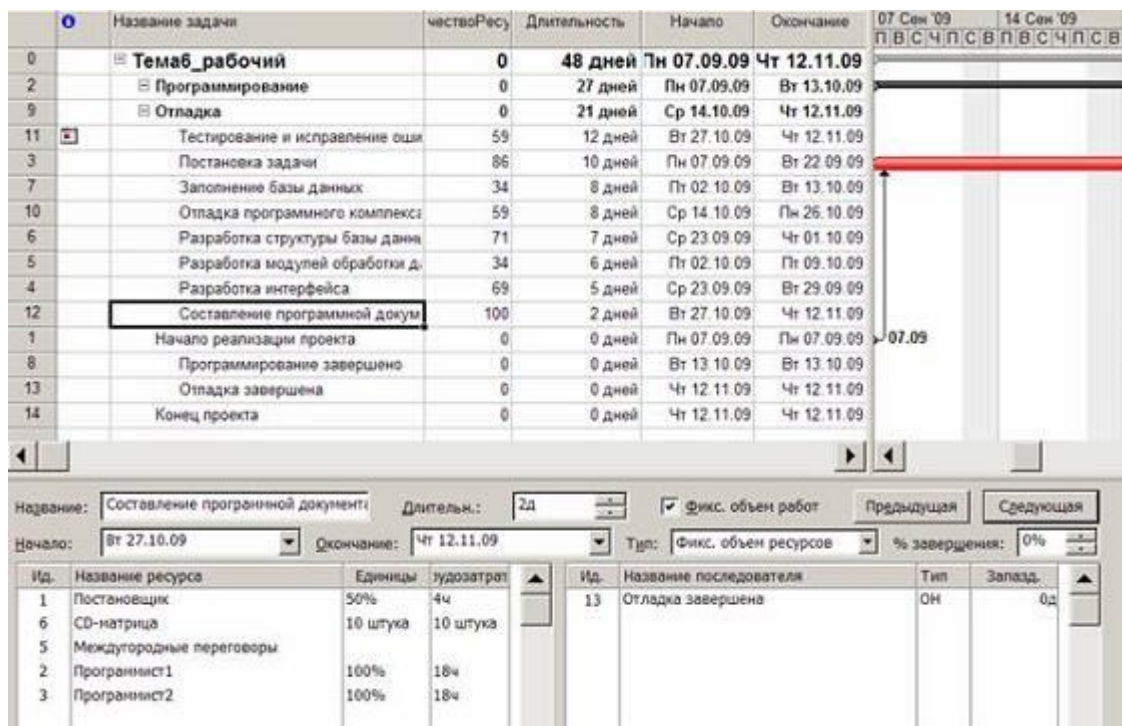 Название задачи чествоРесу Длительность Начало Окончание 07 Сен '09 14 Сен '09
П В С Ч П С В П В С Ч П С В
0 Тема6_рабочий 0 48 дней Пн 07.09.09 Чт 12.11.09
2 Программирование 0 27 дней Пн 07.09.09 Вт 13.10.09
9 Отладка 0 21 дней Ср 14.10.09 Чт 12.11.09
11 Тестирование и исправление оши 59 12 дней Вт 27.10.09 Чт 12.11.09
3 Постановка задачи 86 10 дней Пн 07.09.09 Вт 22.09.09
7 Заполнение базы данных 34 8 дней Пт 02.10.09 Вт 13.10.09
10 Отладка программного комплекса 59 8 дней Ср 14.10.09 Пн 26.10.09
6 Разработка структуры базы данн 71 7 дней Ср 23.09.09 Чт 01.10.09
5 Разработка модулей обработки д 34 6 дней Пт 02.10.09 Пт 09.10.09
4 Разработка интерфейса 69 5 дней Ср 23.09.09 Вт 29.09.09
12 Составление программной докум 100 2 дней Вт 27.10.09 Чт 12.11.09
1 Начало реализации проекта 0 0 дней Пн 07.09.09 Пн 07.09.09 07.09
8 Программирование завершено 0 0 дней Вт 13.10.09 Вт 13.10.09
13 Отладка завершена 0 0 дней Чт 12.11.09 Чт 12.11.09
14 Конец проекта 0 0 дней Чт 12.11.09 Чт 12.11.09
Название: Составление программной документа Длительн.: 2д Фикс. объем работ Предыдущая Следующая
Начало: Вт 27.10.09 Окончание: Чт 12.11.09 Тип: Фикс. объем ресурсов % завершения: 0%
Ид. Название ресурса Единицы рудозатрат Ид. Название последователя Тип Запазд.
1 Постановщик 50% 4ч 13 Отладка завершена ОН 0д
6 CD-матрица 10 штука 10 штука
5 Междугородные переговоры
2 Программист1 100% 18ч
3 Программист2 100% 18ч